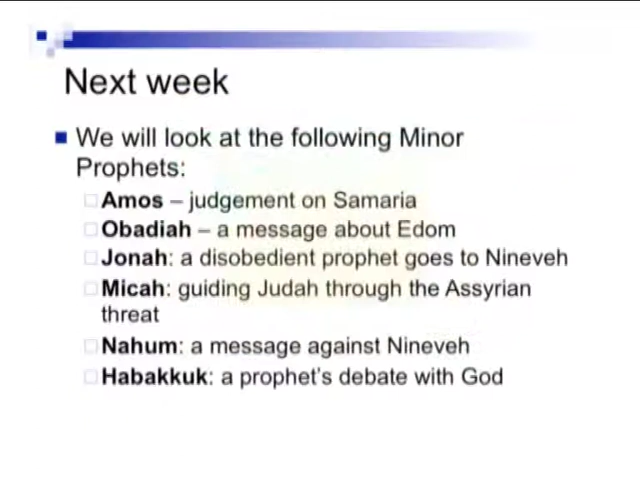 Next week
We will look at the following Minor
Prophets:
Amos – judgement on Samaria
Obadiah – a message about Edom
Jonah: a disobedient prophet goes to Nineveh
Micah: guiding Judah through the Assyrian
threat
Nahum: a message against Nineveh
Habakkuk: a prophet's debate with God